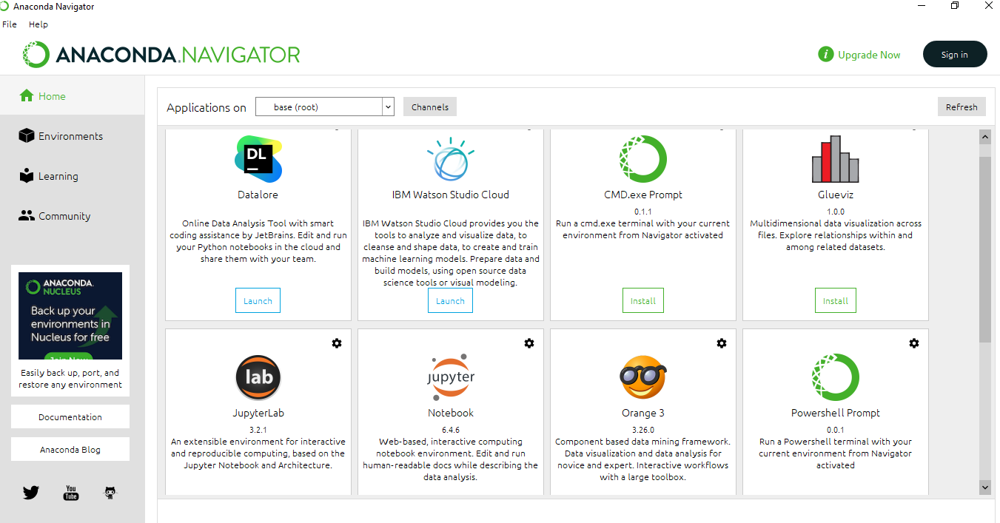 Anaconda Navigator
File Help
ANACONDA.NAVIGATOR
i Upgrade Now
Sign in
Home
Environments
Learning
Community
ANACONDA.
NUCLEUS
Back up your
environments in
Nucleus for free
Join Now
Easily back up, port, and
restore any environment
Documentation
Anaconda Blog
You
Tube
Applications on base (root) Channels Refresh
DL
Datalore
Online Data Analysis Tool with smart
coding assistance by JetBrains. Edit and run
your Python notebooks in the cloud and
share them with your team.
Launch
IBM Watson Studio Cloud
IBM Watson Studio Cloud provides you the
tools to analyze and visualize data, to
cleanse and shape data, to create and train
machine learning models. Prepare data and
build models, using open source data
science tools or visual modeling.
Launch
CMD.exe Prompt
0.1.1
Run a cmd.exe terminal with your current
environment from Navigator activated
Install
Glueviz
1.0.0
Multidimensional data visualization across
files. Explore relationships within and
among related datasets.
Install
lab
JupyterLab
3.2.1
An extensible environment for interactive
and reproducible computing, based on the
Jupyter Notebook and Architecture.
jupyter
Notebook
6.4.6
Web-based, interactive computing
notebook environment. Edit and run
human-readable docs while describing the
data analysis.
Orange 3
3.26.0
Component based data mining framework.
Data visualization and data analysis for
novice and expert. Interactive workflows
with a large toolbox.
Powershell Prompt
0.0.1
Run a Powershell terminal with your
current environment from Navigator
activated